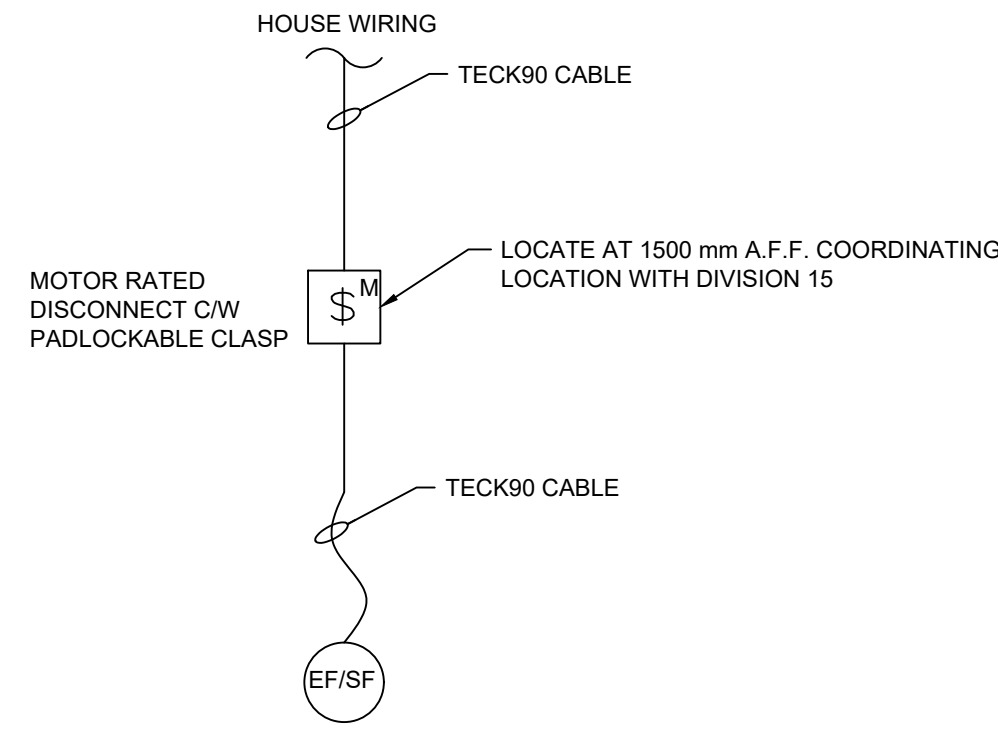 HOUSE WIRING
TECK90 CABLE
LOCATE AT 1500 mm A.F.F. COORDINATING
LOCATION WITH DIVISION 15
MOTOR RATED
DISCONNECT C/W
PADLOCKABLE CLASP
$ M
TECK90 CABLE
EF/SF